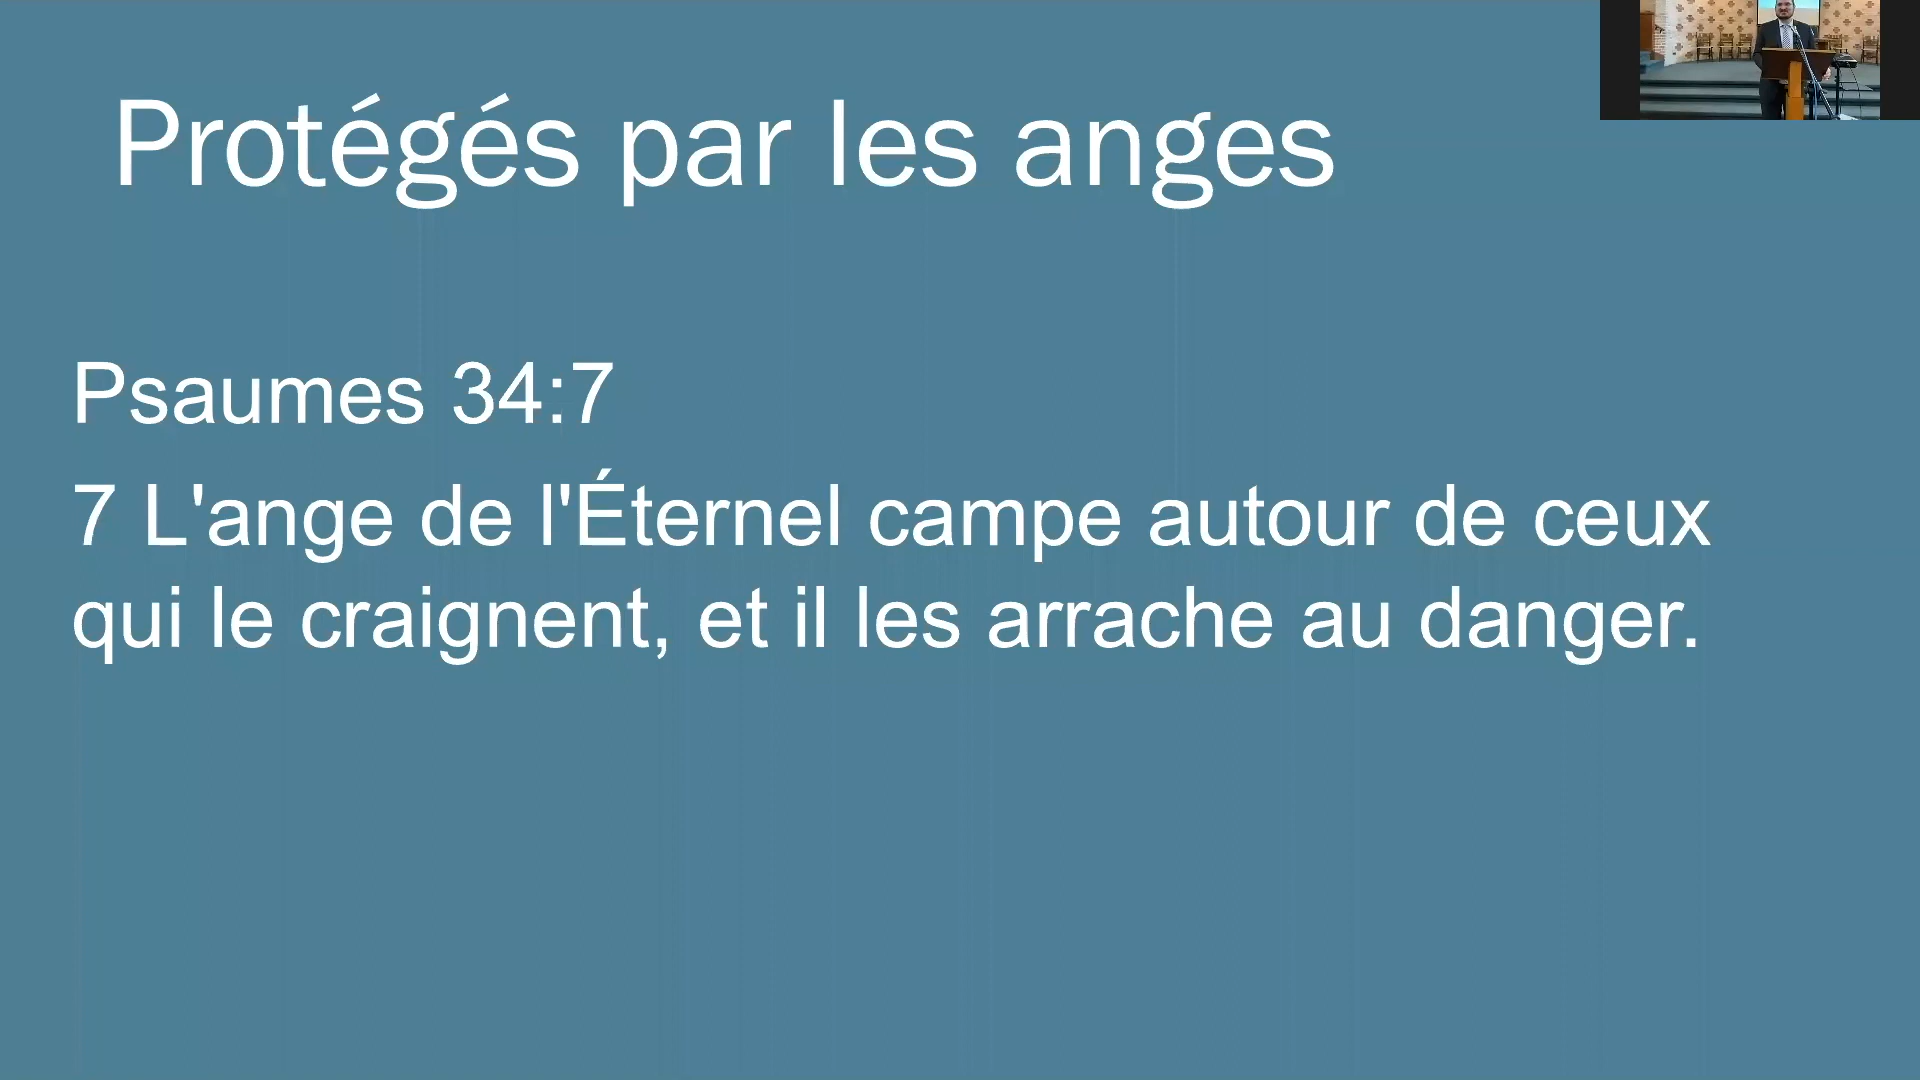 Protégés par les anges
Psaumes 34:7
7 L'ange de l'Éternel campe autour de ceux
qui le craignent, et il les arrache au danger.